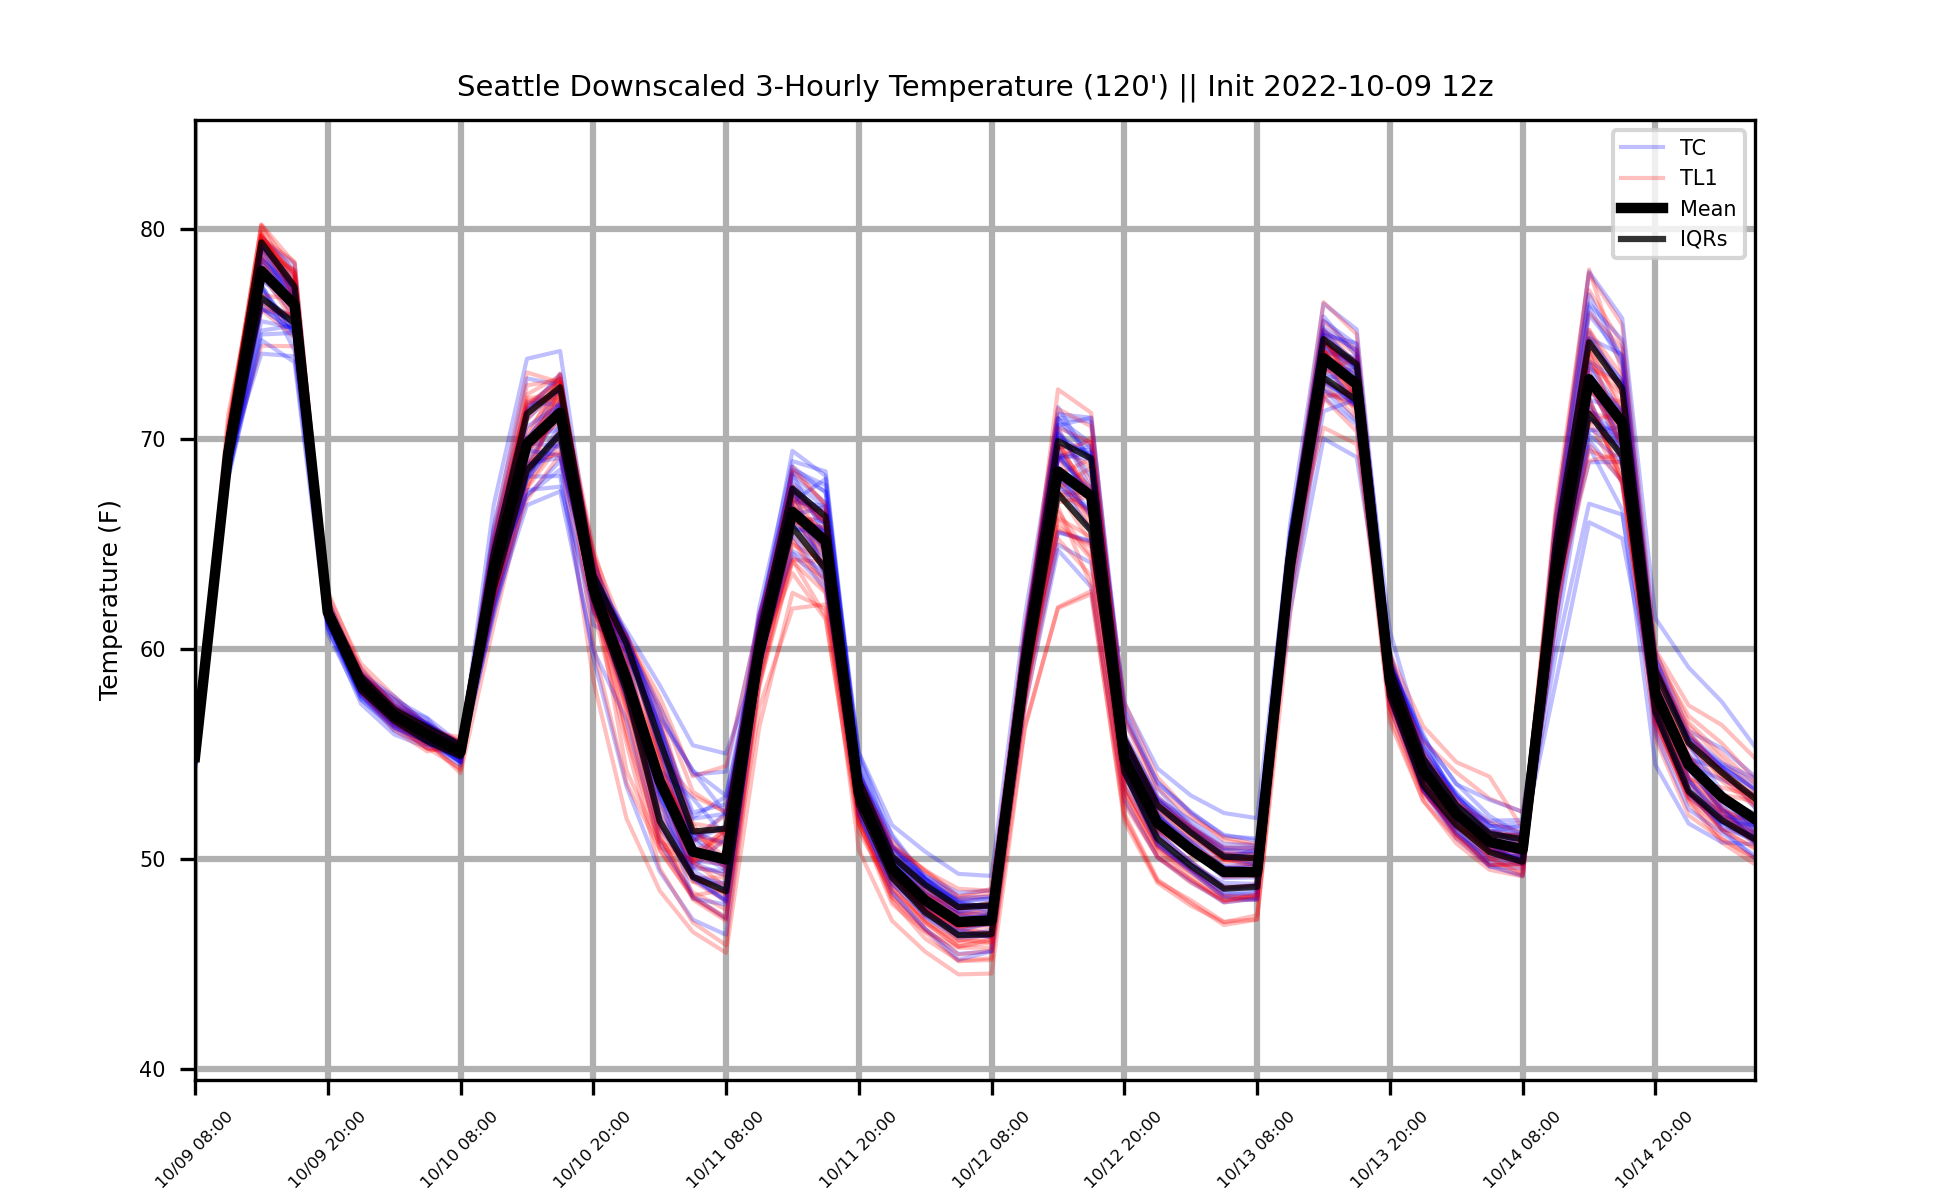 Seattle Downscaled 3-Hourly Temperature (120') || Init 2022-10-09 12z
TC
TL1
Mean
IQRs
Temperature (F)
80
70
60
50
40
10/09 08:00
10/09 20:00
10/10 08:00
10/10 20:00
10/11 08:00
10/11 20:00
10/12 08:00
10/12 20:00
10/13 08:00
10/13 20:00
10/14 08:00
10/14 20:00